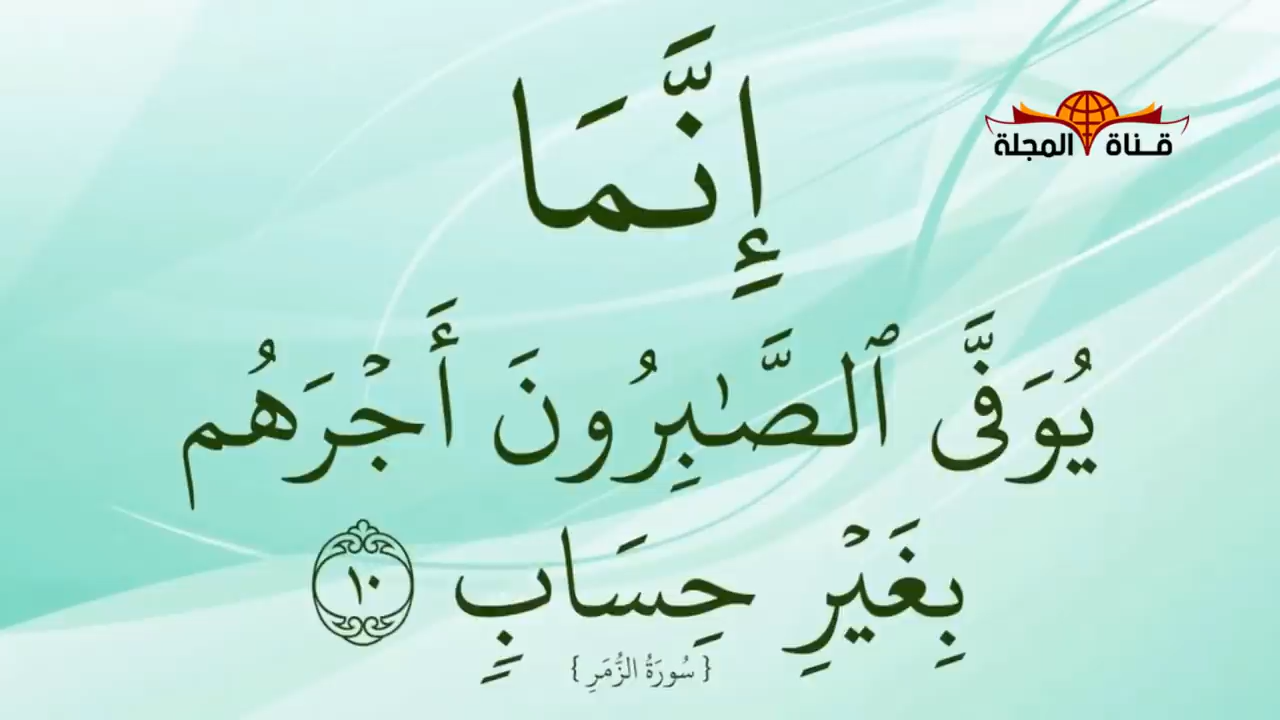 قناة المجلة
إِنَّمَا
يُوَفَّى ٱلصَّـٰبِرُونَ أَجْرَهُم
بِغَيْرِ حِسَابٍ ١٠
{ سُورَةُ الزُّمَرِ }